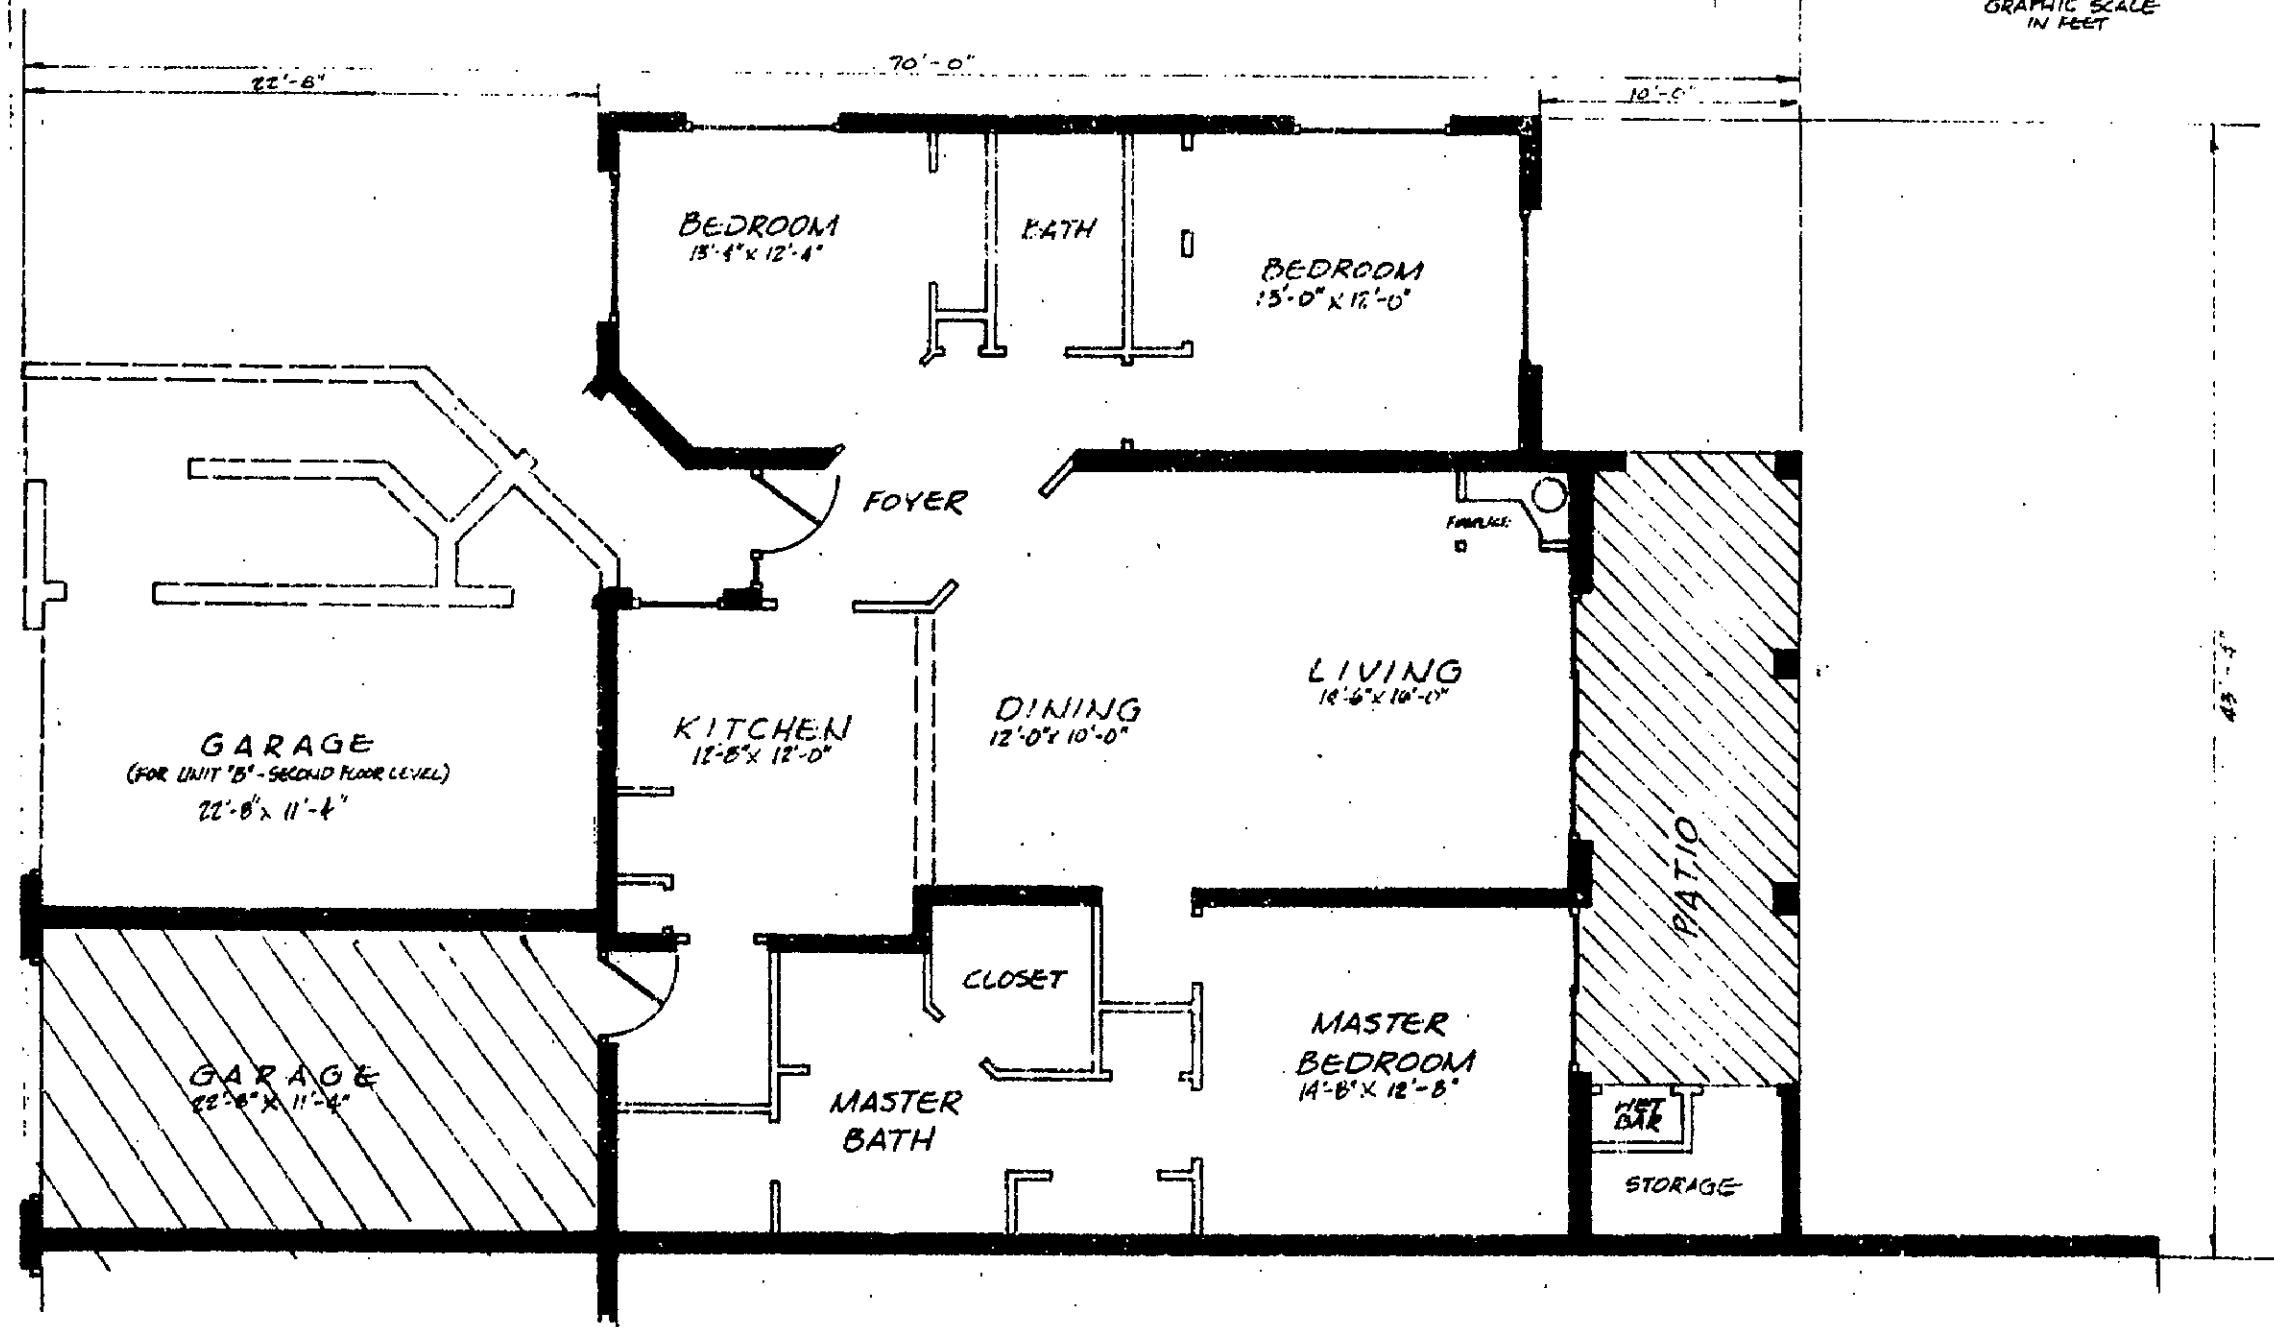 GRAPHIC SCALE
IN FEET
70'-0"
22'-8"
10'-0"
BEDROOM
13'-4" x 12'-4"
BATH
BEDROOM
13'-0" x 12'-0"
FOYER
FIREPLACE
LIVING
KITCHEN
12'-8" x 12'-0"
DINING
12'-0" x 10'-0"
43'-4"
GARAGE
(FOR UNIT "B" - SECOND FLOOR LEVEL)
22'-8" x 11'-4"
PATIO
CLOSET
MASTER
BEDROOM
14'-8" x 12'-8"
GARAGE
22'-8" x 11'-4"
MASTER
BATH
WET
BAR
STORAGE